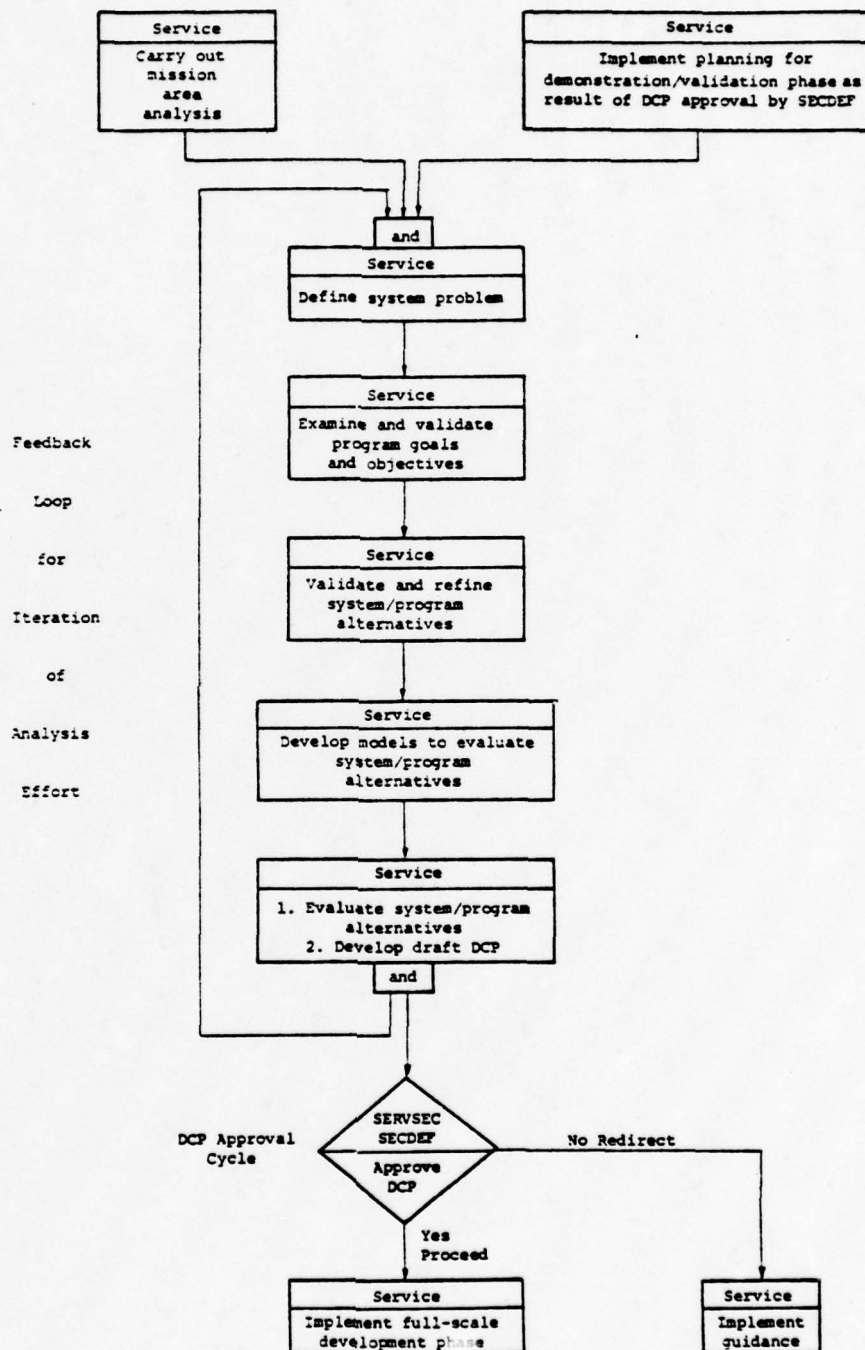 Service
Carry out
mission
area
analysis
Service
Implement planning for
demonstration/validation phase as
result of DCP approval by SECDEF
and
Service
Define system problem
Service
Examine and validate
program goals
and objectives
Feedback
Loop
for
Iteration
of
Analysis
Effort
Service
Validate and refine
system/program
alternatives
Service
Develop models to evaluate
system/program
alternatives
Service
1. Evaluate system/program
alternatives
2. Develop draft DCP
and
DCP Approval
Cycle
SERVSEC
SECDEF
Approve
DCP
No Redirect
Yes
Proceed
Service
Implement full-scale
development phase
Service
Implement
guidance